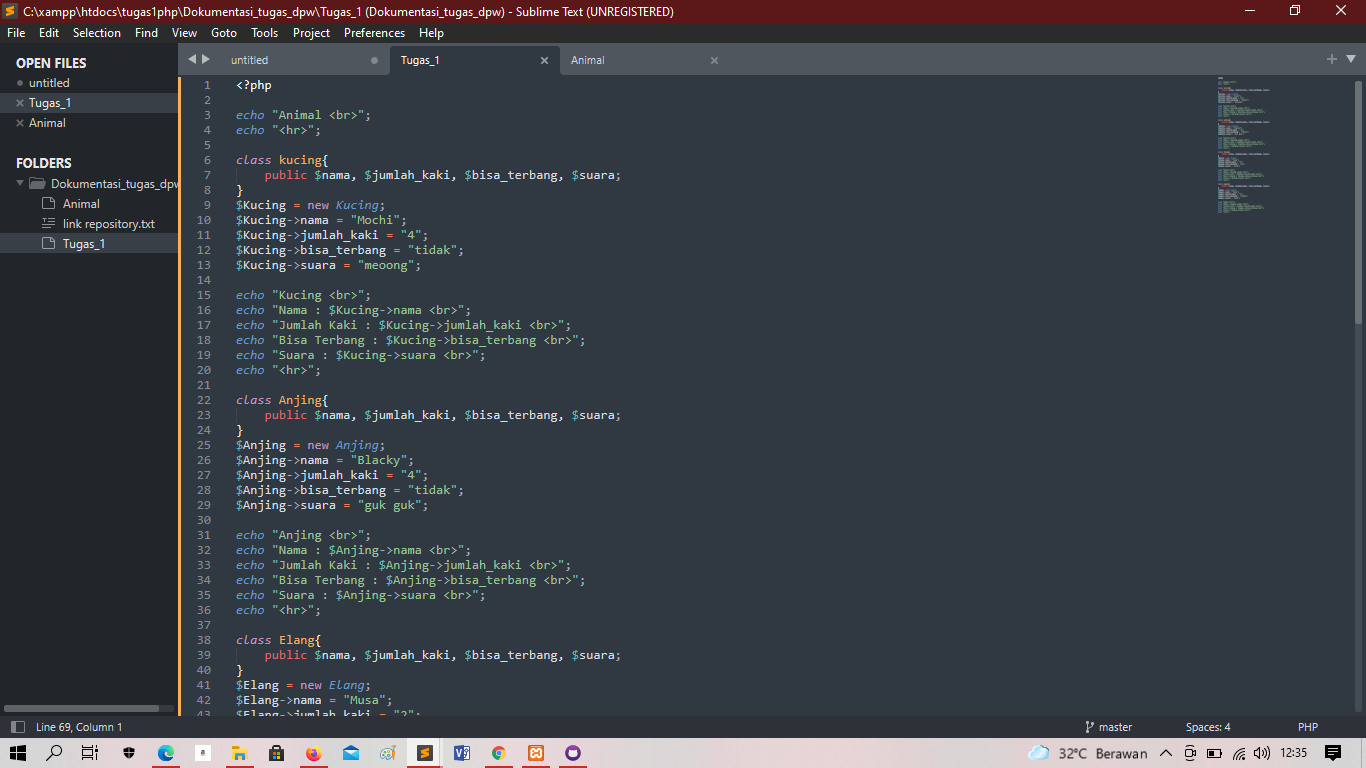 C:\xampp\htdocs\tugas1php\Dokumentasi_tugas_dpw\Tugas_1 (Dokumentasi_tugas_dpw) - Sublime Text (UNREGISTERED)
File Edit Selection Find View Goto Tools Project Preferences Help
OPEN FILES
untitled
Tugas_1
Animal
FOLDERS
Dokumentasi_tugas_dpw
Animal
link repository.txt
Tugas_1
untitled Tugas_1 Animal
1 <?php
2
3 echo "Animal <br>";
4 echo "<hr>";
5
6 class kucing{
7 public $nama, $jumlah_kaki, $bisa_terbang, $suara;
8 }
9 $Kucing = new Kucing;
10 $Kucing->nama = "Mochi";
11 $Kucing->jumlah_kaki = "4";
12 $Kucing->bisa_terbang = "tidak";
13 $Kucing->suara = "meoong";
14
15 echo "Kucing <br>";
16 echo "Nama : $Kucing->nama <br>";
17 echo "Jumlah Kaki : $Kucing->jumlah_kaki <br>";
18 echo "Bisa Terbang : $Kucing->bisa_terbang <br>";
19 echo "Suara : $Kucing->suara <br>";
20 echo "<hr>";
21
22 class Anjing{
23 public $nama, $jumlah_kaki, $bisa_terbang, $suara;
24 }
25 $Anjing = new Anjing;
26 $Anjing->nama = "Blacky";
27 $Anjing->jumlah_kaki = "4";
28 $Anjing->bisa_terbang = "tidak";
29 $Anjing->suara = "guk guk";
30
31 echo "Anjing <br>";
32 echo "Nama : $Anjing->nama <br>";
33 echo "Jumlah Kaki : $Anjing->jumlah_kaki <br>";
34 echo "Bisa Terbang : $Anjing->bisa_terbang <br>";
35 echo "Suara : $Anjing->suara <br>";
36 echo "<hr>";
37
38 class Elang{
39 public $nama, $jumlah_kaki, $bisa_terbang, $suara;
40 }
41 $Elang = new Elang;
42 $Elang->nama = "Musa";
43 $Elang->jumlah_kaki = "2";
Line 69, Column 1 master Spaces: 4 PHP
32°C Berawan 12:35